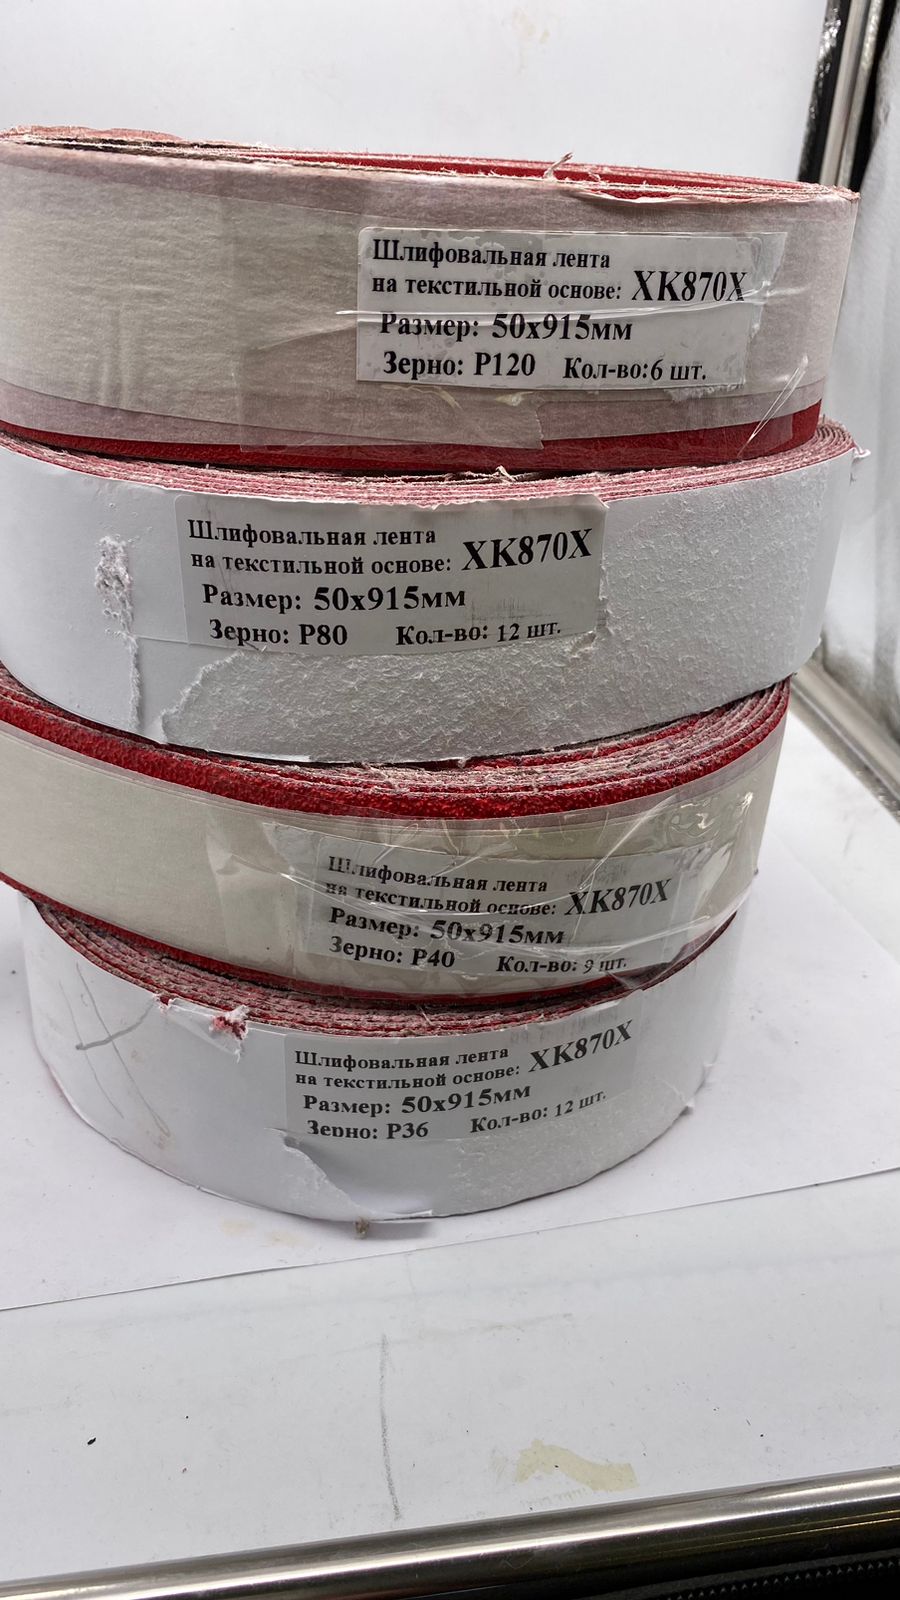 Шлифовальная лента
на текстильной основе: XK870X
Размер: 50x915мм
Зерно: P120 Кол-во:6 шт.
Шлифовальная лента
на текстильной основе: XK870X
Размер: 50x915мм
Зерно: P80 Кол-во: 12 шт.
Шлифовальная лента
на текстильной основе: XK870X
Размер: 50x915мм
Зерно: P40 Кол-во: 9 шт.
Шлифовальная лента
на текстильной основе: XK870X
Размер: 50x915мм
Зерно: P36 Кол-во: 12 шт.